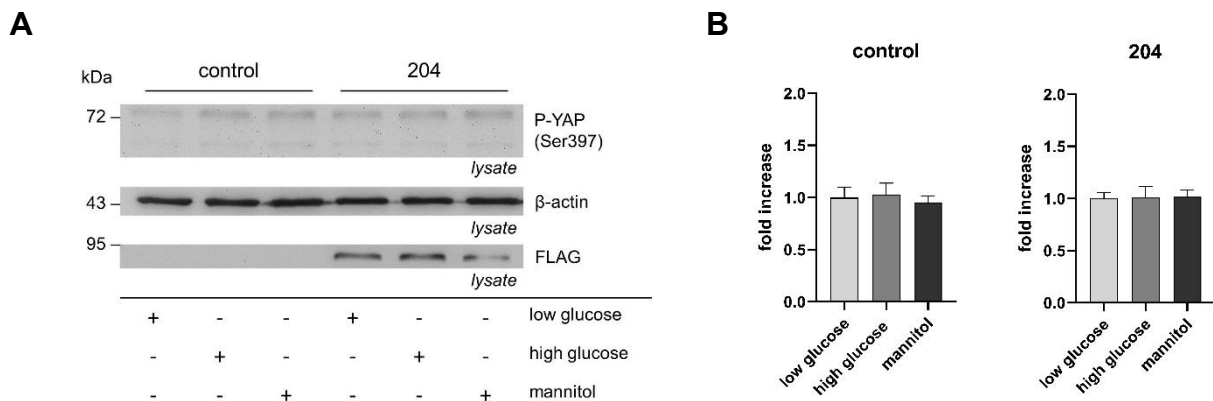 A
control 204
kDa
72
P-YAP
(Ser397)
lysate
43
β-actin
lysate
95
FLAG
lysate
+ - - + - - low glucose
- + - - + - high glucose
- - + - - + mannitol
B
control
fold increase
2.0
1.5
1.0
0.5
0.0
low glucose
high glucose
mannitol
204
fold increase
2.0
1.5
1.0
0.5
0.0
low glucose
high glucose
mannitol